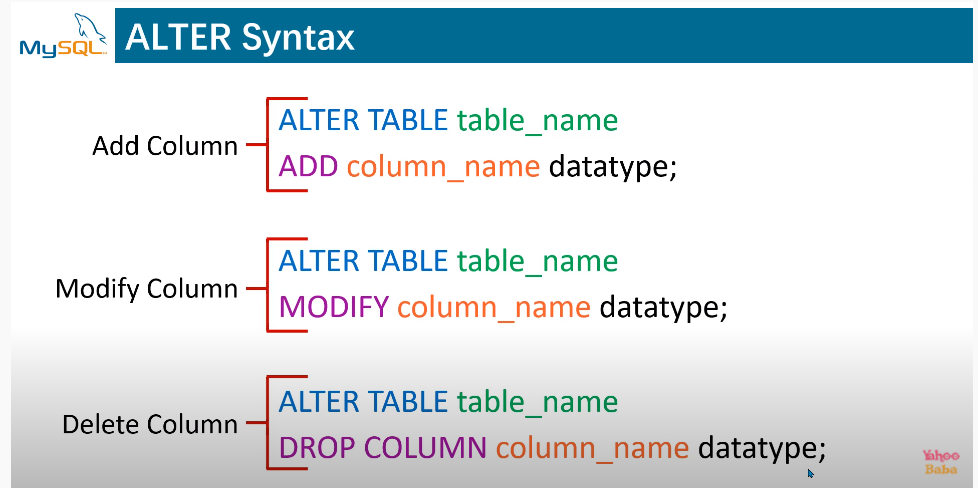 MySQL
ALTER Syntax
Add Column
ALTER TABLE table_name
ADD column_name datatype;
Modify Column
ALTER TABLE table_name
MODIFY column_name datatype;
Delete Column
ALTER TABLE table_name
DROP COLUMN column_name datatype;
Yahoo
Baba